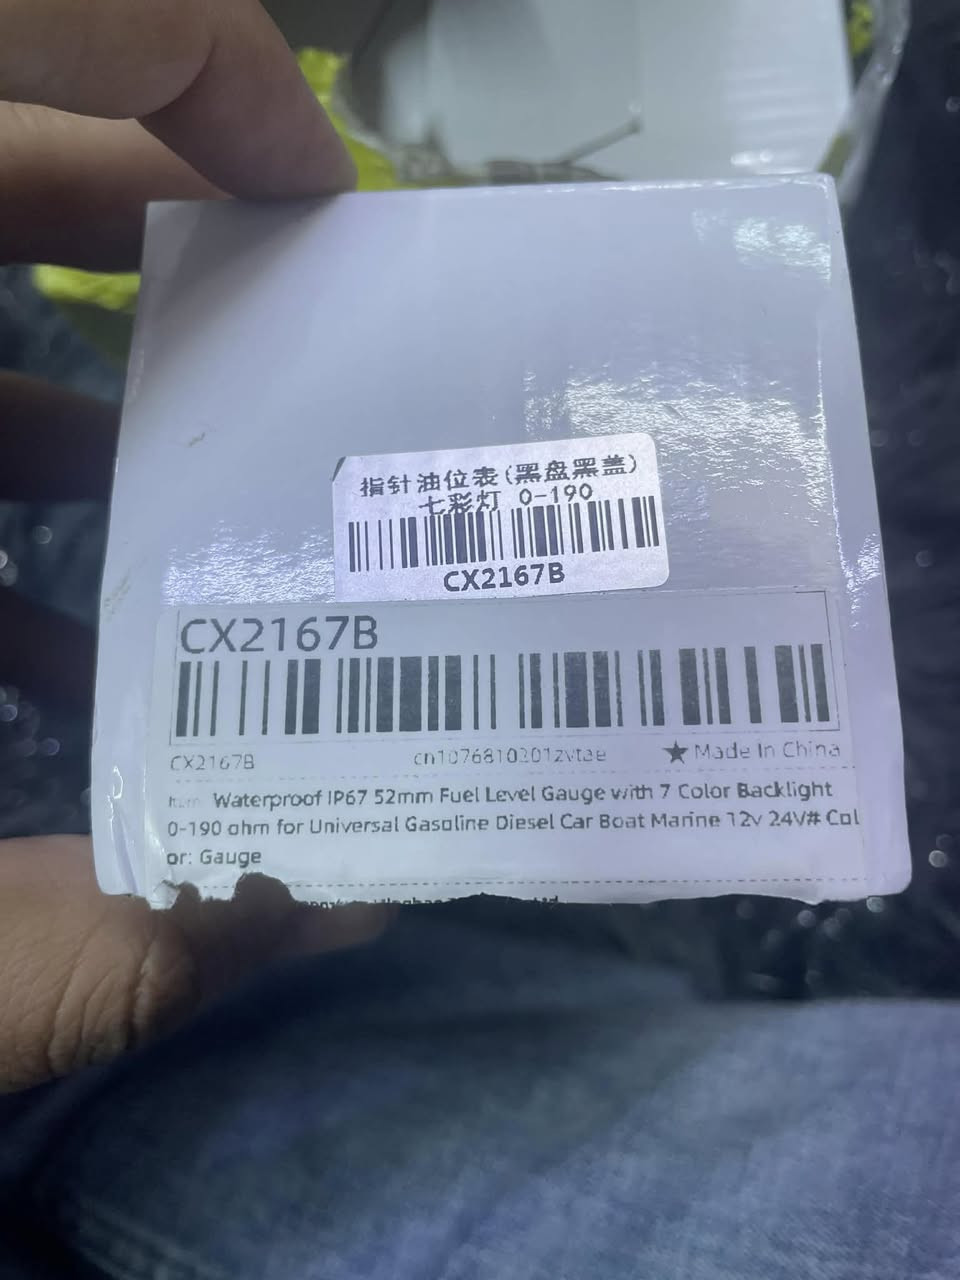 指针油位表(黑盘黑盖)
七彩灯 0-190
CX2167B
CX2167B
CX2167B cn1076810201zvtae ★ Made In China
Item: Waterproof IP67 52mm Fuel Level Gauge with 7 Color Backlight
0-190 ohm for Universal Gasoline Diesel Car Boat Marine 12v 24V# Col
or: Gauge